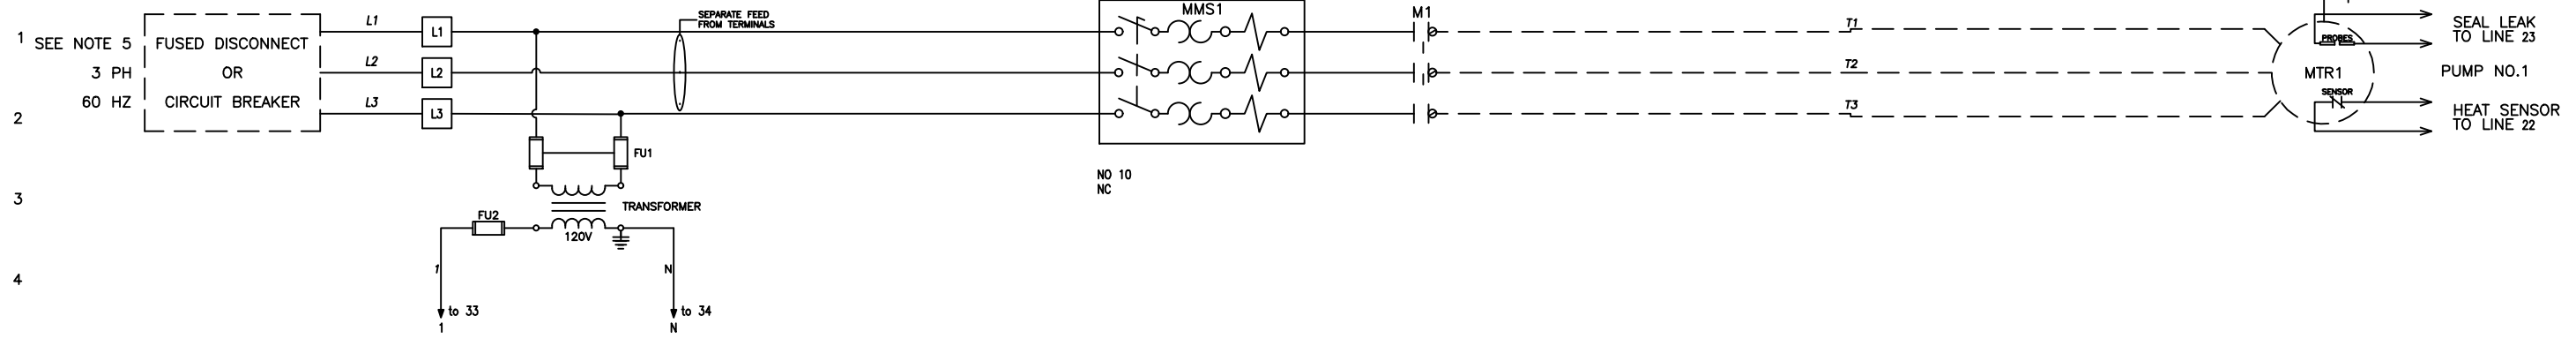 1
SEE NOTE 5
3 PH
60 HZ
2
3
4
FUSED DISCONNECT
OR
CIRCUIT BREAKER
L1
L2
L3
L1
L2
L3
SEPARATE FEED
FROM TERMINALS
FU1
TRANSFORMER
FU2
120V
1
N
to 33
1
to 34
N
MMS1
NO 10
NC
M1
T1
T2
T3
PROBES
MTR1
SENSOR
SEAL LEAK
TO LINE 23
PUMP NO.1
HEAT SENSOR
TO LINE 22